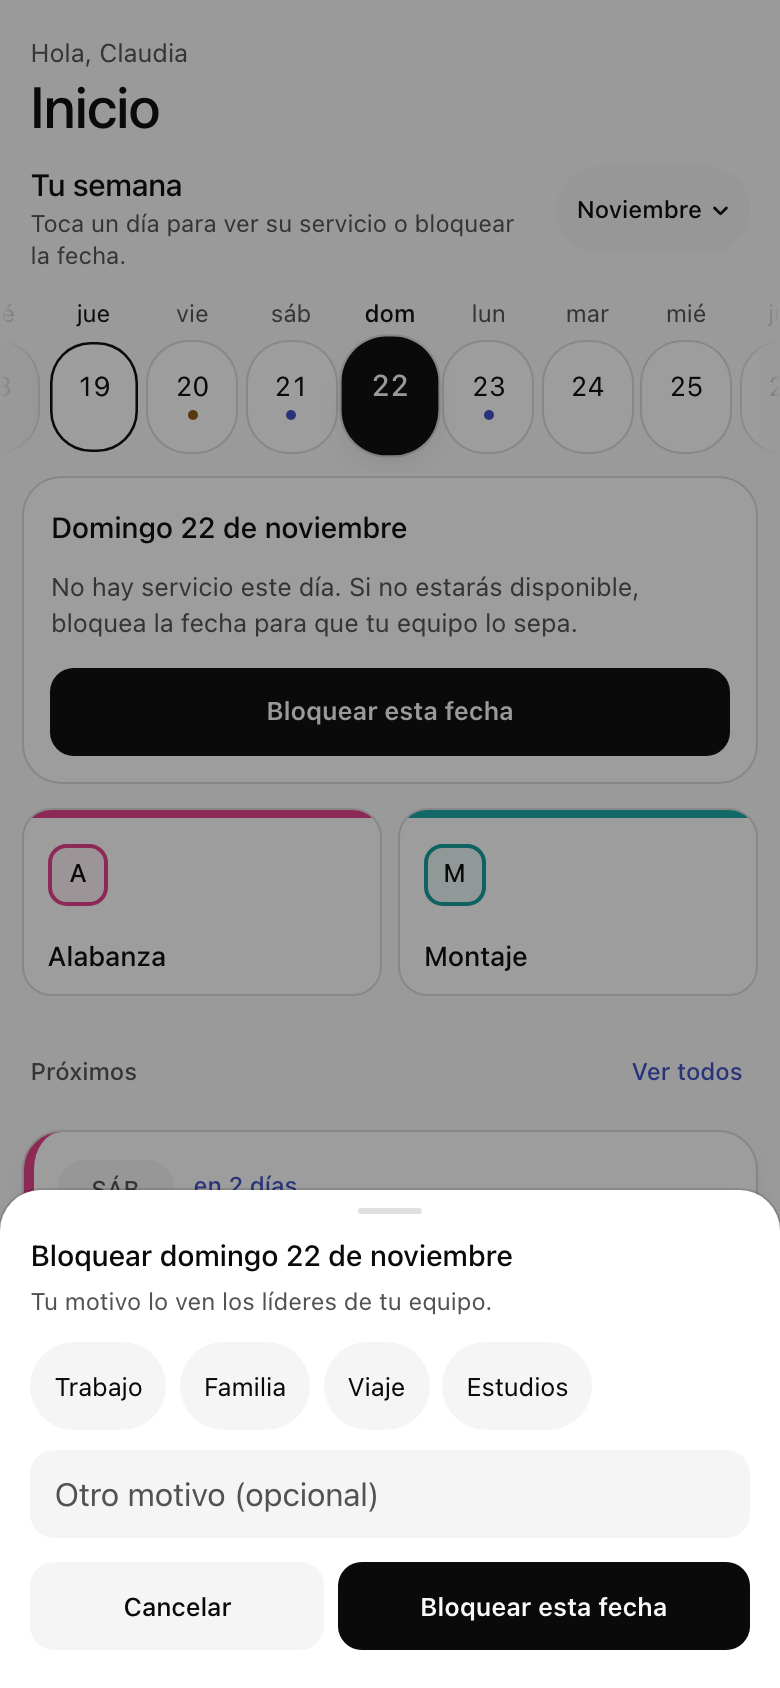 Hola, Claudia
Inicio
Tu semana
Toca un día para ver su servicio o bloquear
la fecha.
Noviembre
jue vie sáb dom lun mar mié
19 20 21 22 23 24 25
Domingo 22 de noviembre
No hay servicio este día. Si no estarás disponible,
bloquea la fecha para que tu equipo lo sepa.
Bloquear esta fecha
A
Alabanza
M
Montaje
Próximos
Ver todos
SÁB
en 2 días
Bloquear domingo 22 de noviembre
Tu motivo lo ven los líderes de tu equipo.
Trabajo Familia Viaje Estudios
Otro motivo (opcional)
Cancelar
Bloquear esta fecha